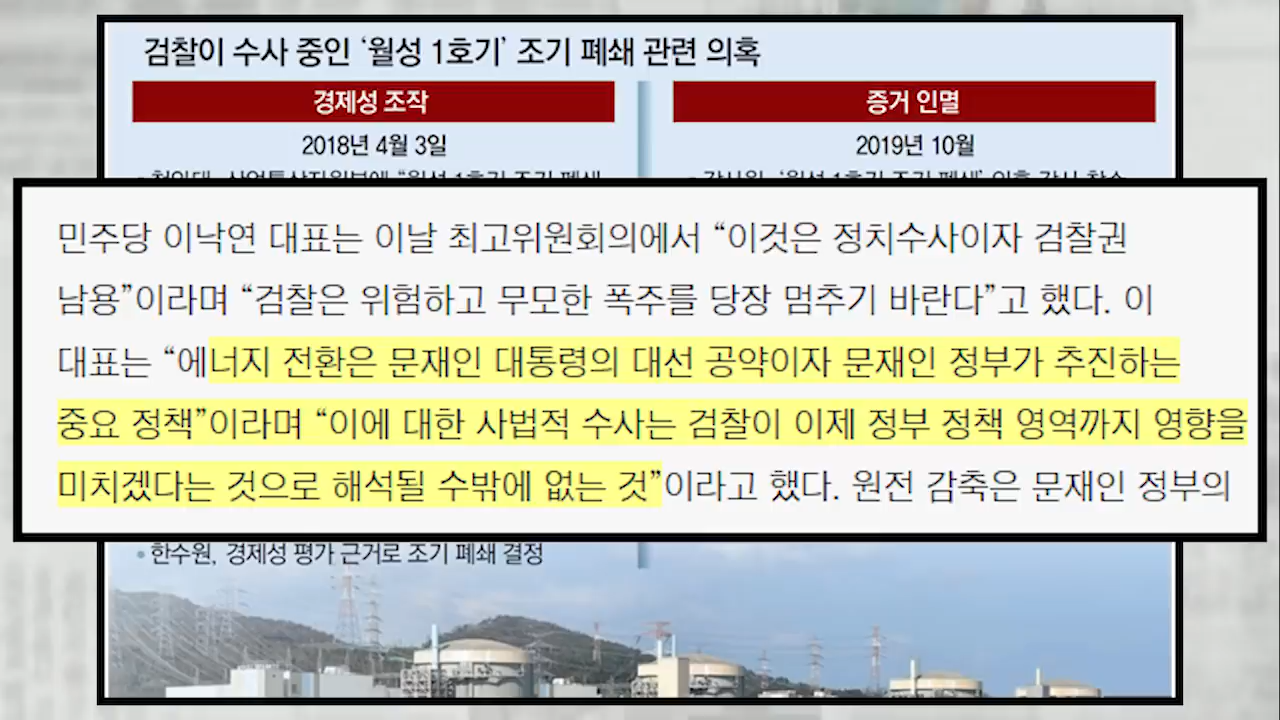 검찰이 수사 중인 ‘월성 1호기’ 조기 폐쇄 관련 의혹
경제성 조작
증거 인멸
2018년 4월 3일
2019년 10월
민주당 이낙연 대표는 이날 최고위원회의에서 “이것은 정치수사이자 검찰권
남용”이라며 “검찰은 위험하고 무모한 폭주를 당장 멈추기 바란다”고 했다. 이
대표는 “에너지 전환은 문재인 대통령의 대선 공약이자 문재인 정부가 추진하는
중요 정책”이라며 “이에 대한 사법적 수사는 검찰이 이제 정부 정책 영역까지 영향을
미치겠다는 것으로 해석될 수밖에 없는 것”이라고 했다. 원전 감축은 문재인 정부의
• 한수원, 경제성 평가 근거로 조기 폐쇄 결정